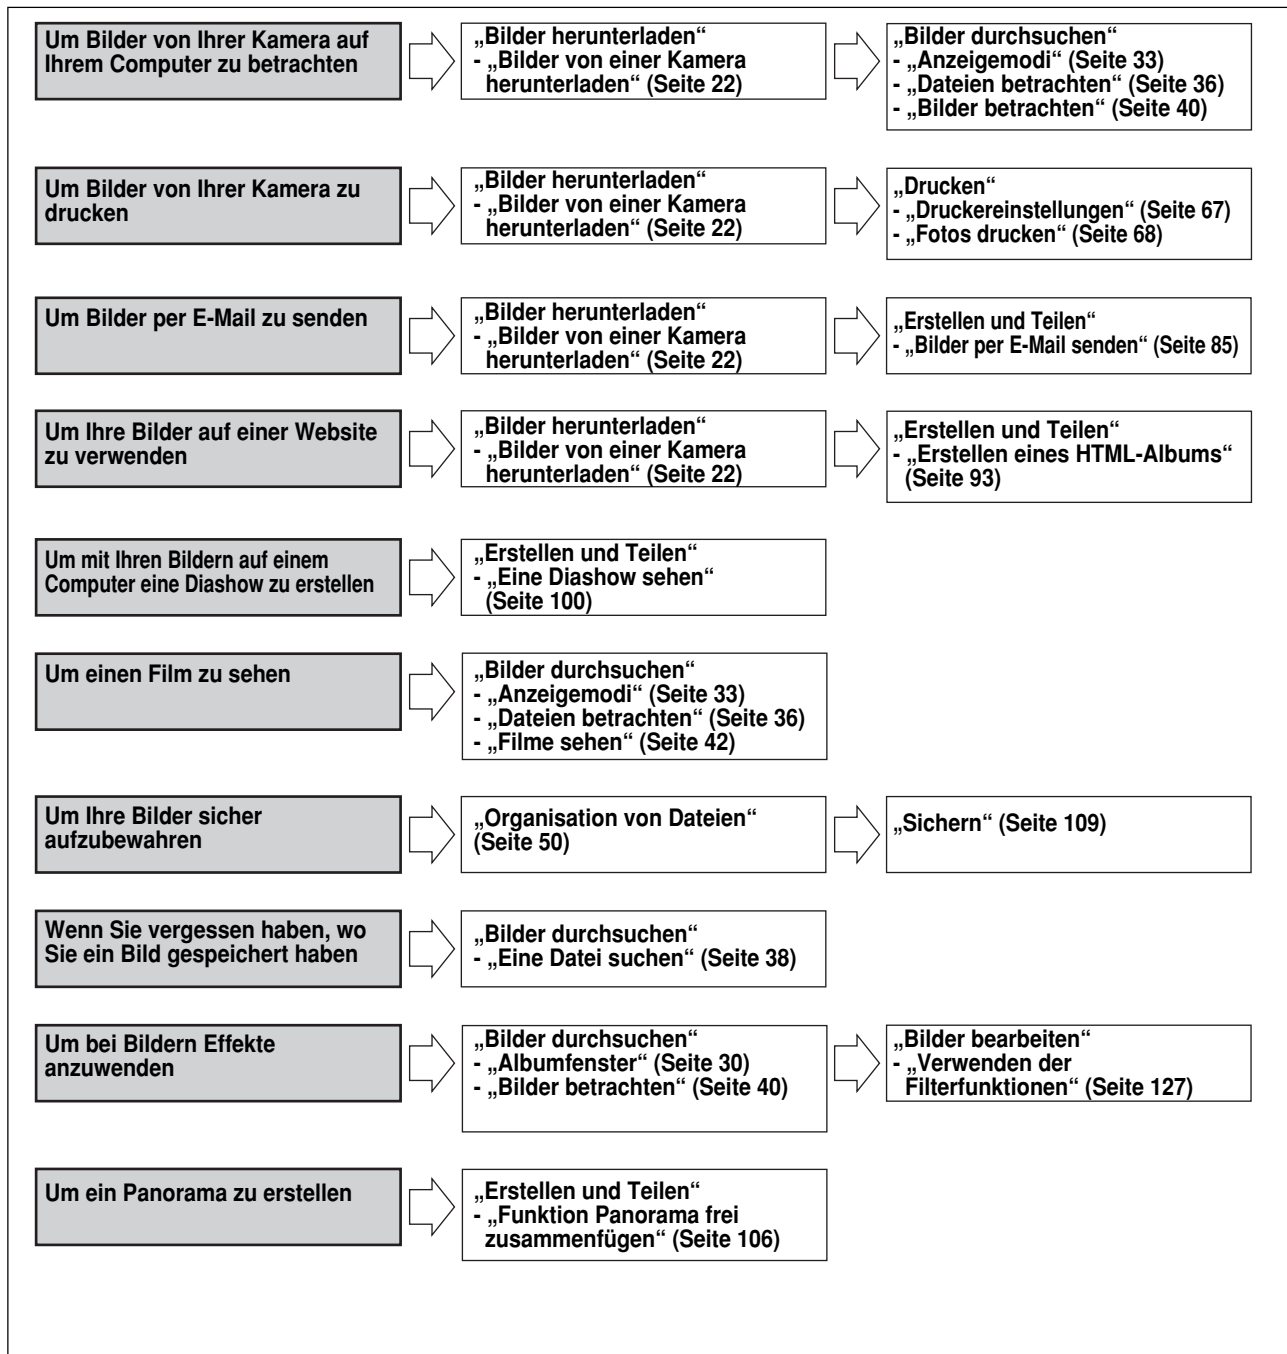 Um Bilder von Ihrer Kamera auf
Ihrem Computer zu betrachten
„Bilder herunterladen“
- „Bilder von einer Kamera
herunterladen“ (Seite 22)
„Bilder durchsuchen“
- „Anzeigemodi“ (Seite 33)
- „Dateien betrachten“ (Seite 36)
- „Bilder betrachten“ (Seite 40)
Um Bilder von Ihrer Kamera zu
drucken
„Bilder herunterladen“
- „Bilder von einer Kamera
herunterladen“ (Seite 22)
„Drucken“
- „Druckereinstellungen“ (Seite 67)
- „Fotos drucken“ (Seite 68)
Um Bilder per E-Mail zu senden
„Bilder herunterladen“
- „Bilder von einer Kamera
herunterladen“ (Seite 22)
„Erstellen und Teilen“
- „Bilder per E-Mail senden“ (Seite 85)
Um Ihre Bilder auf einer Website
zu verwenden
„Bilder herunterladen“
- „Bilder von einer Kamera
herunterladen“ (Seite 22)
„Erstellen und Teilen“
- „Erstellen eines HTML-Albums“
(Seite 93)
Um mit Ihren Bildern auf einem
Computer eine Diashow zu erstellen
„Erstellen und Teilen“
- „Eine Diashow sehen“
(Seite 100)
Um einen Film zu sehen
„Bilder durchsuchen“
- „Anzeigemodi“ (Seite 33)
- „Dateien betrachten“ (Seite 36)
- „Filme sehen“ (Seite 42)
Um Ihre Bilder sicher
aufzubewahren
„Organisation von Dateien“
(Seite 50)
„Sichern“ (Seite 109)
Wenn Sie vergessen haben, wo
Sie ein Bild gespeichert haben
„Bilder durchsuchen“
- „Eine Datei suchen“ (Seite 38)
Um bei Bildern Effekte
anzuwenden
„Bilder durchsuchen“
- „Albumfenster“ (Seite 30)
- „Bilder betrachten“ (Seite 40)
„Bilder bearbeiten“
- „Verwenden der
Filterfunktionen“ (Seite 127)
Um ein Panorama zu erstellen
„Erstellen und Teilen“
- „Funktion Panorama frei
zusammenfügen“ (Seite 106)